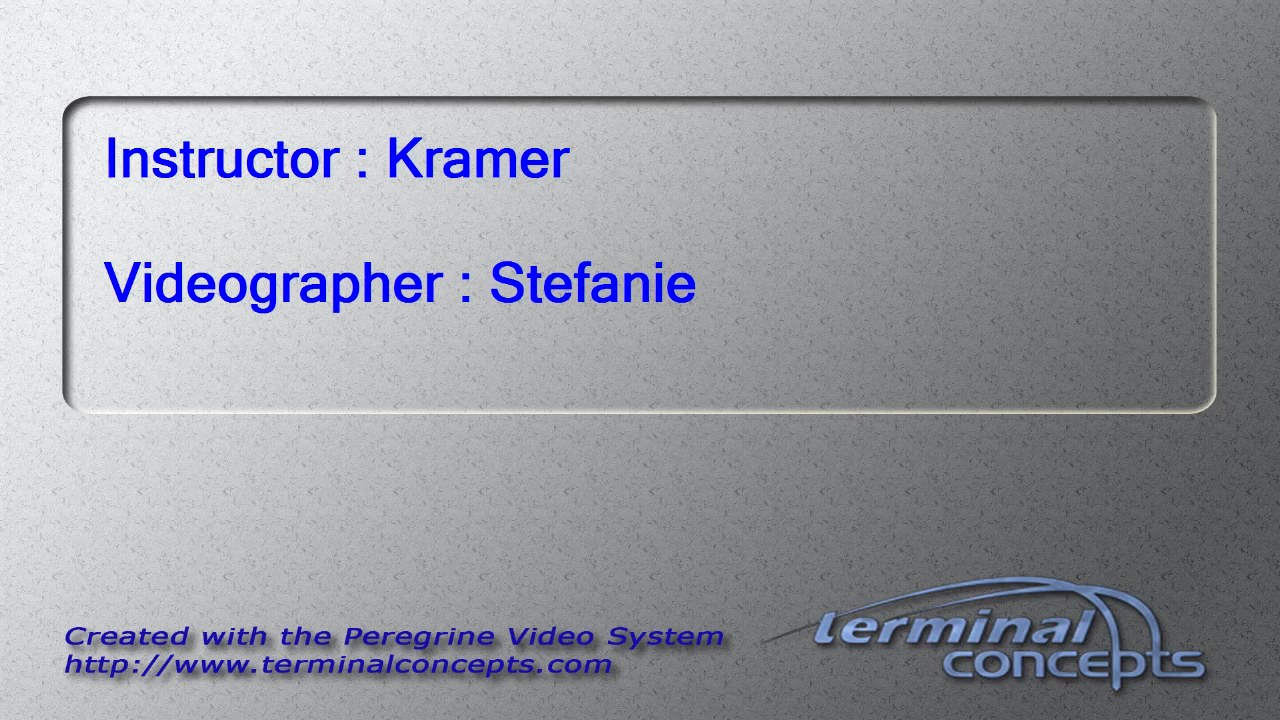 Instructor : Kramer
Videographer : Stefanie
Created with the Peregrine Video System
http://www.terminalconcepts.com
terminal
concepts